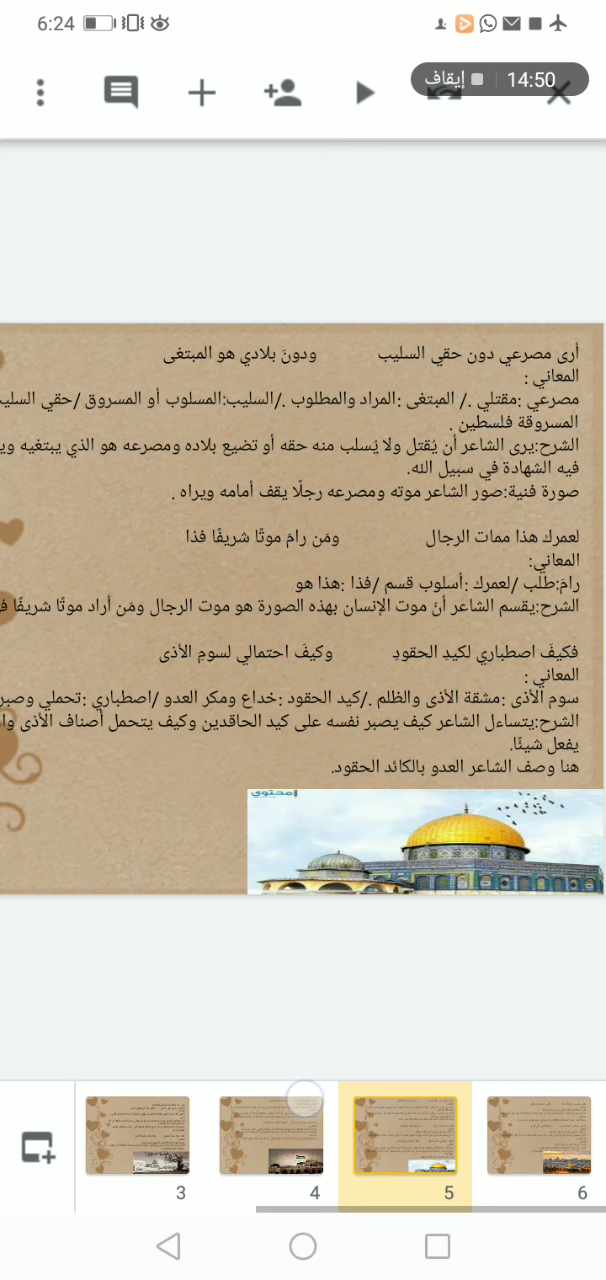 6:24
14:50 إيقاف
أرى مصرعي دون حقي السليب ودونَ بلادي هو المبتغى
المعاني :
مصرعي :مقتلي ./ المبتغى :المراد والمطلوب ./السليب:المسلوب أو المسروق /حقي
المسروقة فلسطين .
الشرح:يرى الشاعر أن يُقتل ولا يُسلب منه حقه أو تضيع بلاده ومصرعه هو الذي يبتغيه
فيه الشهادة في سبيل الله.
صورة فنية:صور الشاعر موته ومصرعه رجلًا يقف أمامه ويراه .
لعمرك هذا ممات الرجال ومَن رامَ موتًا شريفًا فذا
المعاني:
رامَ:طلب /لعمرك :أسلوب قسم /فذا :هذا هو
الشرح:يقسم الشاعر أنّ موت الإنسان بهذه الصورة هو موت الرجال ومَن أراد موتًا شريفًا
فكيفَ اصطباري لكيدِ الحقودِ وكيفَ احتمالي لسومِ الأذى
المعاني :
سوم الأذى :مشقة الأذى والظلم ./كيد الحقود :خداع ومكر العدو /اصطباري :تحملي
الشرح:يتساءل الشاعر كيف يصبر نفسه على كيد الحاقدين وكيف يتحمل أصناف الأذى
يفعل شيئًا.
هنا وصف الشاعر العدو بالكائد الحقود.
محتوى
3 4 5 6